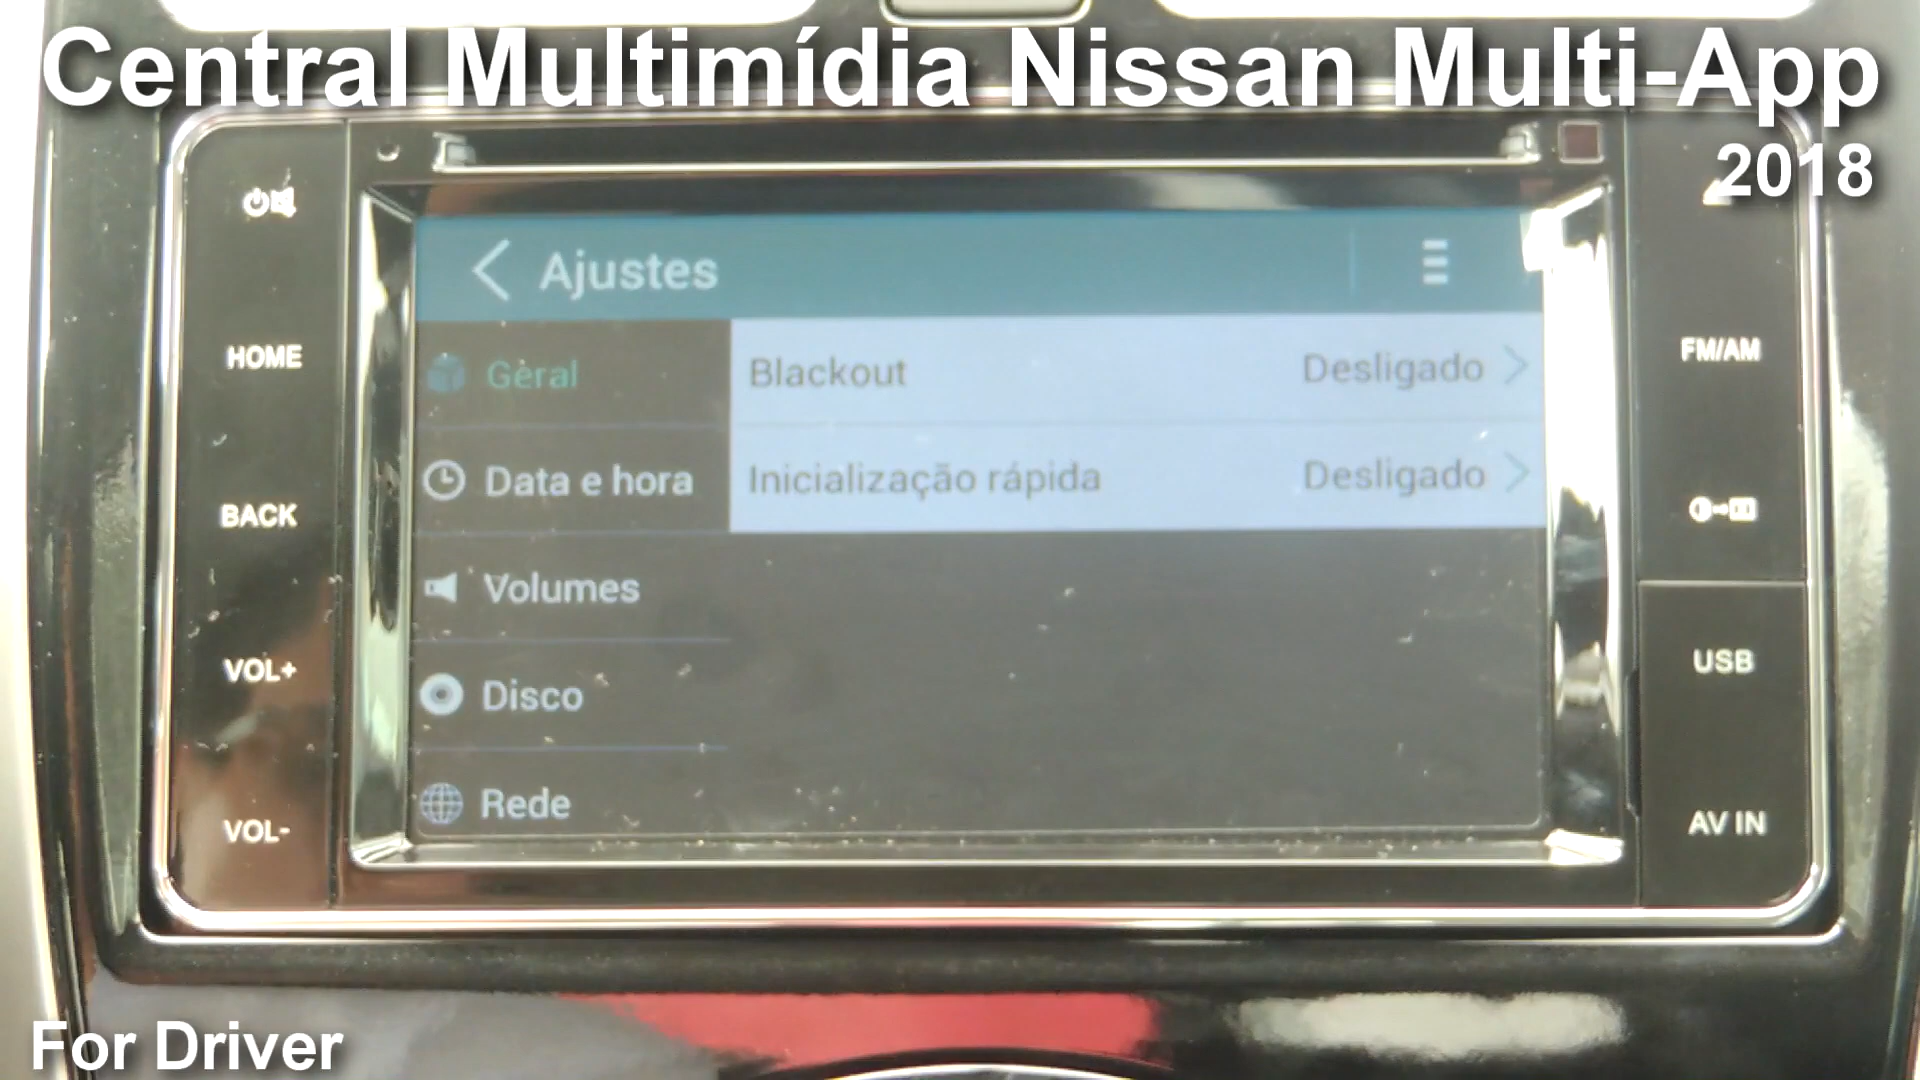 Central Multimídia Nissan Multi-App
2018
HOME
BACK
VOL+
VOL-
Ajustes
Geral
Data e hora
Volumes
Disco
Rede
Blackout Desligado
Inicialização rápida Desligado
FM/AM
USB
AV IN
For Driver